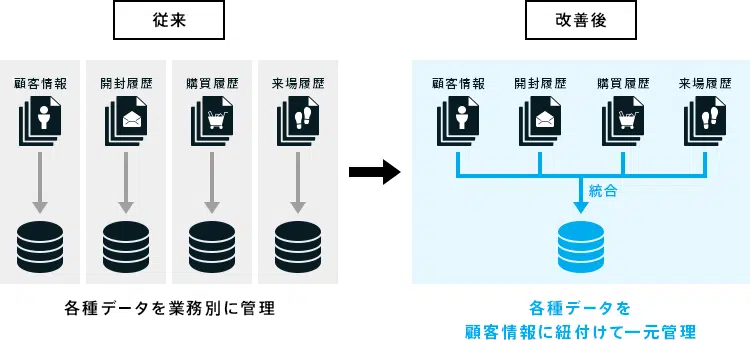 従来
顧客情報
開封履歴
購買履歴
来場履歴
各種データを業務別に管理
改善後
顧客情報
開封履歴
購買履歴
来場履歴
統合
各種データを
顧客情報に紐付けて一元管理